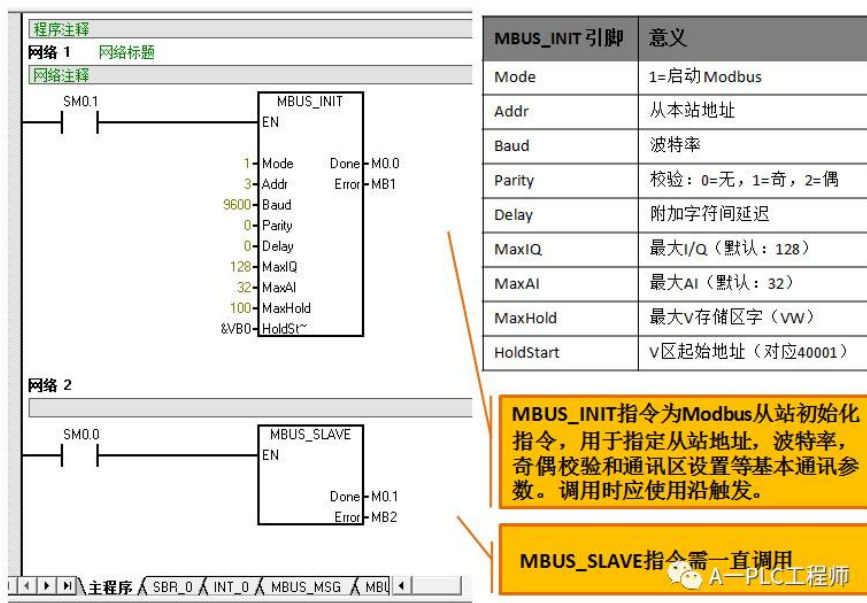 程序注释
网络 1 网络标题
网络注释
SM0.1
MBUS_INIT
EN
1 Mode Done M0.0
3 Addr Error MB1
9600 Baud
0 Parity
0 Delay
128 MaxIQ
32 MaxAI
100 MaxHold
&VB0 HoldSt~
网络 2
SM0.0
MBUS_SLAVE
EN
Done M0.1
Error MB2
主程序 SBR_0 INT_0 MBUS_MSG
MBUS_INIT引脚 意义
Mode 1=启动Modbus
Addr 从本站地址
Baud 波特率
Parity 校验：0=无，1=奇，2=偶
Delay 附加字符间延迟
MaxIQ 最大I/Q（默认：128）
MaxAI 最大AI（默认：32）
MaxHold 最大V存储区字（VW）
HoldStart V区起始地址（对应40001）
MBUS_INIT指令为Modbus从站初始化
指令，用于指定从站地址，波特率，
奇偶校验和通讯区设置等基本通讯参
数。调用时应使用沿触发。
MBUS_SLAVE指令需一直调用
A一PLC工程师